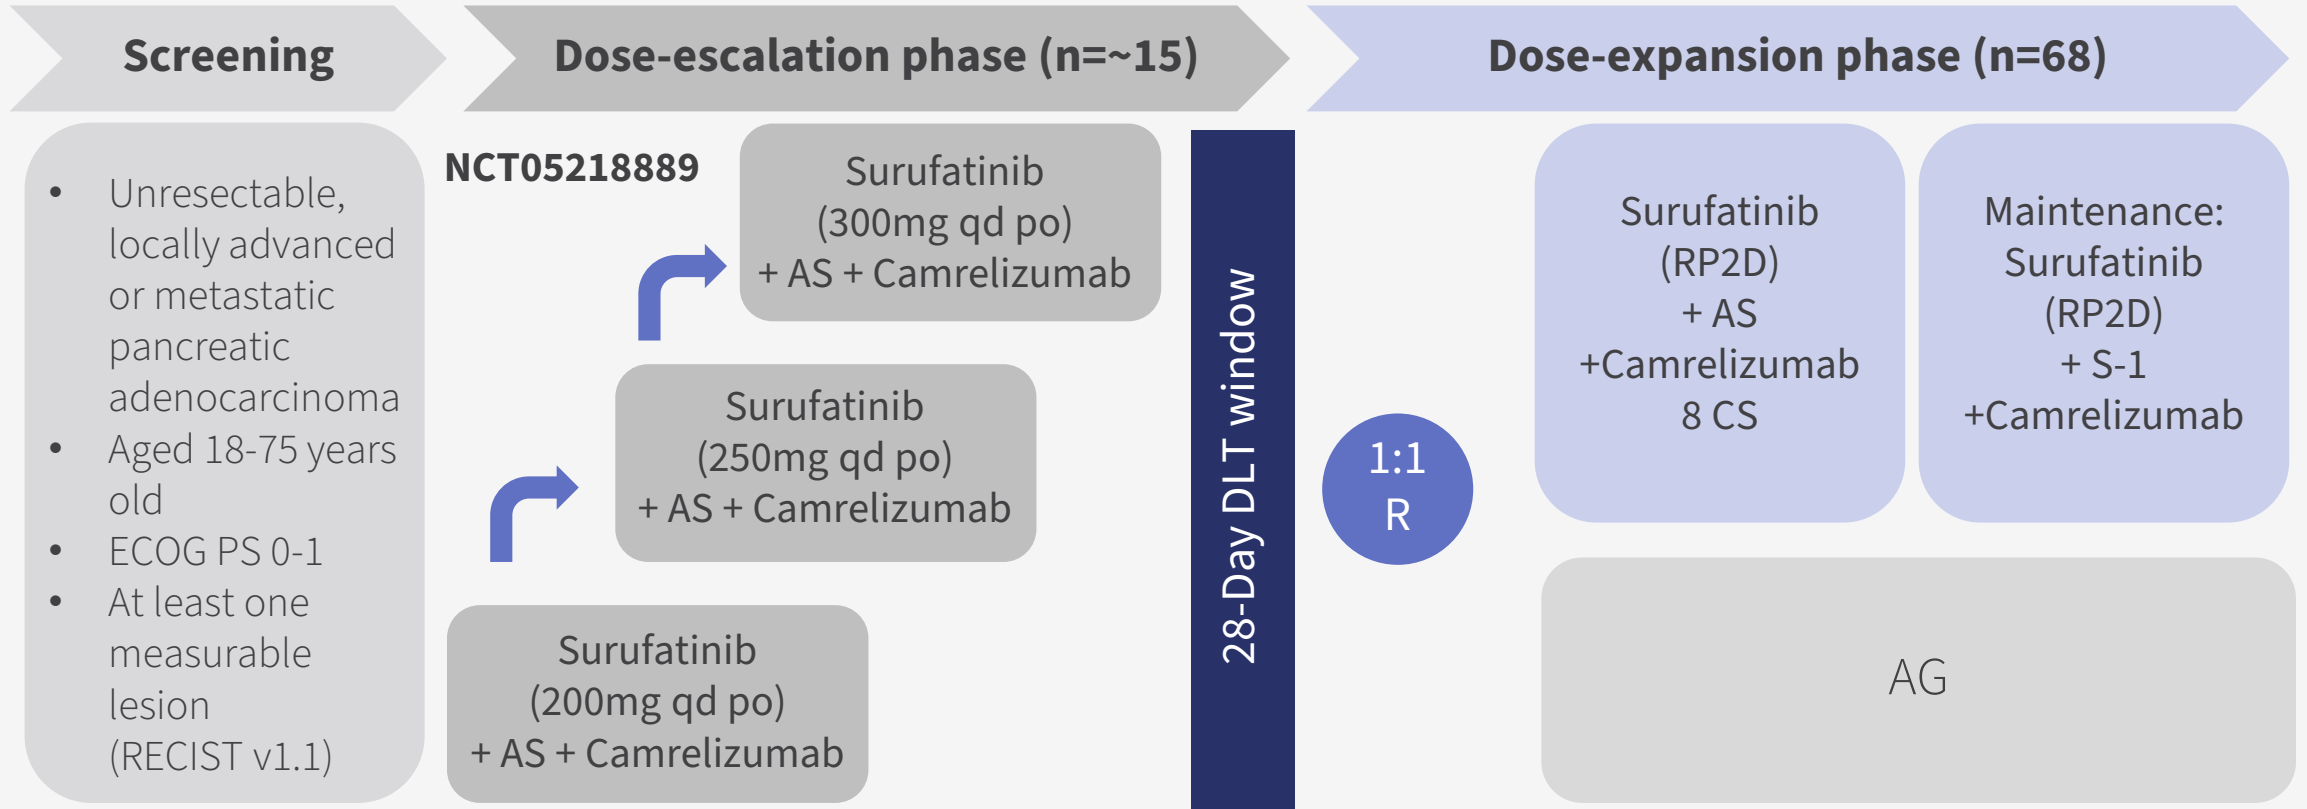 Screening
Dose-escalation phase (n=~15)
Dose-expansion phase (n=68)
• Unresectable,
locally advanced
or metastatic
pancreatic
adenocarcinoma
• Aged 18-75 years
old
• ECOG PS 0-1
• At least one
measurable
lesion
(RECIST v1.1)
NCT05218889
Surufatinib
(300mg qd po)
+ AS + Camrelizumab
Surufatinib
(250mg qd po)
+ AS + Camrelizumab
Surufatinib
(200mg qd po)
+ AS + Camrelizumab
28-Day DLT window
1:1
R
Surufatinib
(RP2D)
+ AS
+Camrelizumab
8 CS
Maintenance:
Surufatinib
(RP2D)
+ S-1
+Camrelizumab
AG